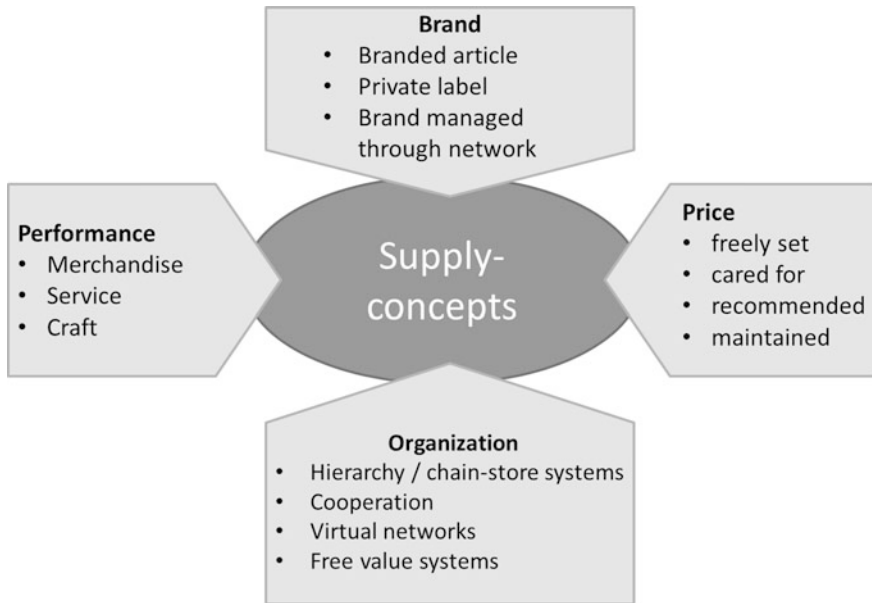 Brand
• Branded article
• Private label
• Brand managed
through network
Performance
• Merchandise
• Service
• Craft
Supply-
concepts
Price
• freely set
• cared for
• recommended
• maintained
Organization
• Hierarchy / chain-store systems
• Cooperation
• Virtual networks
• Free value systems